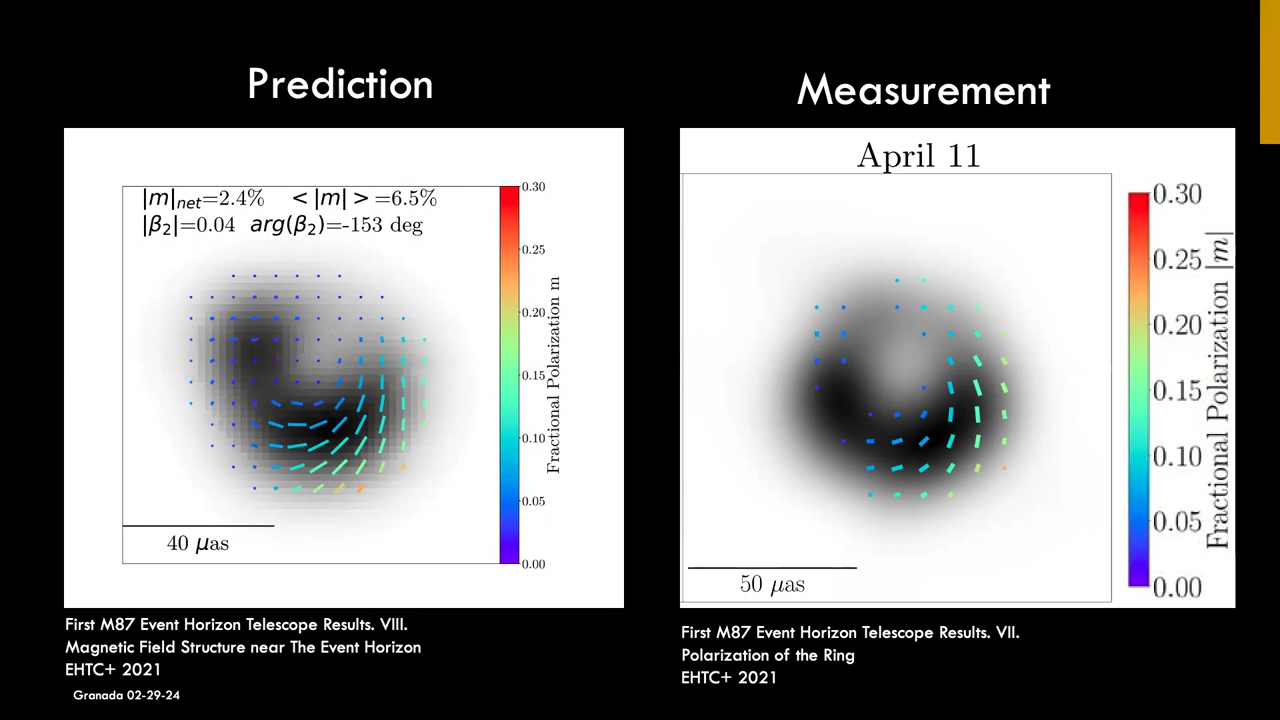 Prediction
|m|net=2.4% <|m|>=6.5%
|β2|=0.04 arg(β2)=-153 deg
0.30
0.25
0.20
0.15
0.10
0.05
0.00
Fractional Polarization m
40 μas
First M87 Event Horizon Telescope Results. VIII.
Magnetic Field Structure near The Event Horizon
EHTC+ 2021
Granada 02-29-24
Measurement
April 11
0.30
0.25
0.20
0.15
0.10
0.05
0.00
Fractional Polarization |m|
50 μas
First M87 Event Horizon Telescope Results. VII.
Polarization of the Ring
EHTC+ 2021